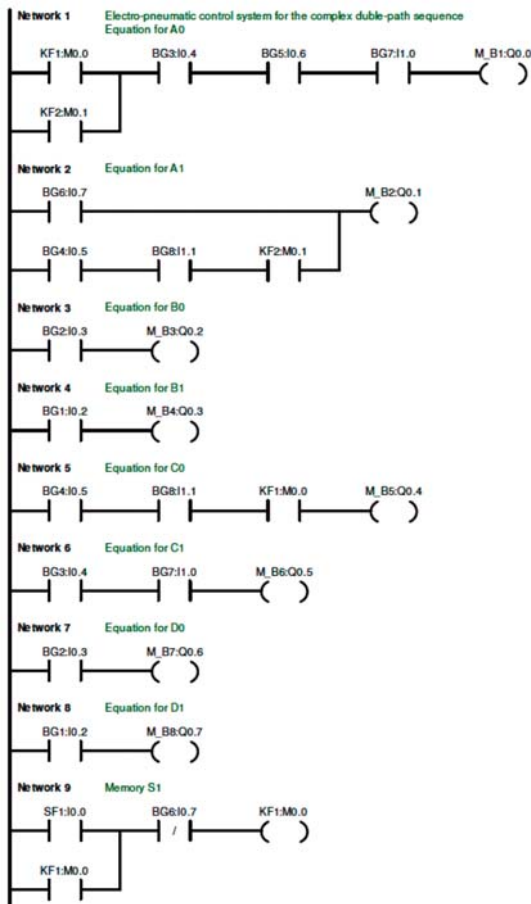 Network 1 Electro-pneumatic control system for the complex duble-path sequence
Equation for A0
KF1:M0.0 BG3:I0.4 BG5:I0.6 BG7:I1.0 M_B1:Q0.0
KF2:M0.1
Network 2 Equation for A1
BG6:I0.7 M_B2:Q0.1
BG4:I0.5 BG8:I1.1 KF2:M0.1
Network 3 Equation for B0
BG2:I0.3 M_B3:Q0.2
Network 4 Equation for B1
BG1:I0.2 M_B4:Q0.3
Network 5 Equation for C0
BG4:I0.5 BG8:I1.1 KF1:M0.0 M_B5:Q0.4
Network 6 Equation for C1
BG3:I0.4 BG7:I1.0 M_B6:Q0.5
Network 7 Equation for D0
BG2:I0.3 M_B7:Q0.6
Network 8 Equation for D1
BG1:I0.2 M_B8:Q0.7
Network 9 Memory S1
SF1:I0.0 BG6:I0.7 KF1:M0.0
KF1:M0.0